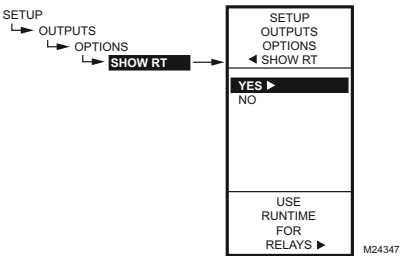 SETUP
OUTPUTS
OPTIONS
SHOW RT
SETUP
OUTPUTS
OPTIONS
◄ SHOW RT
YES ►
NO
USE
RUNTIME
FOR
RELAYS ►
M24347